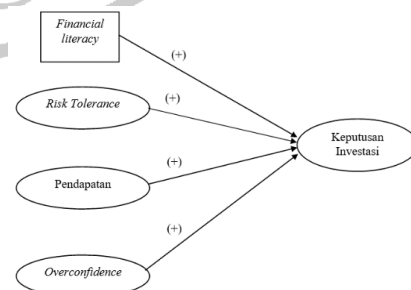 Financial
literacy
(+)
Risk Tolerance
(+)
Keputusan
Investasi
(+)
Pendapatan
(+)
Overconfidence